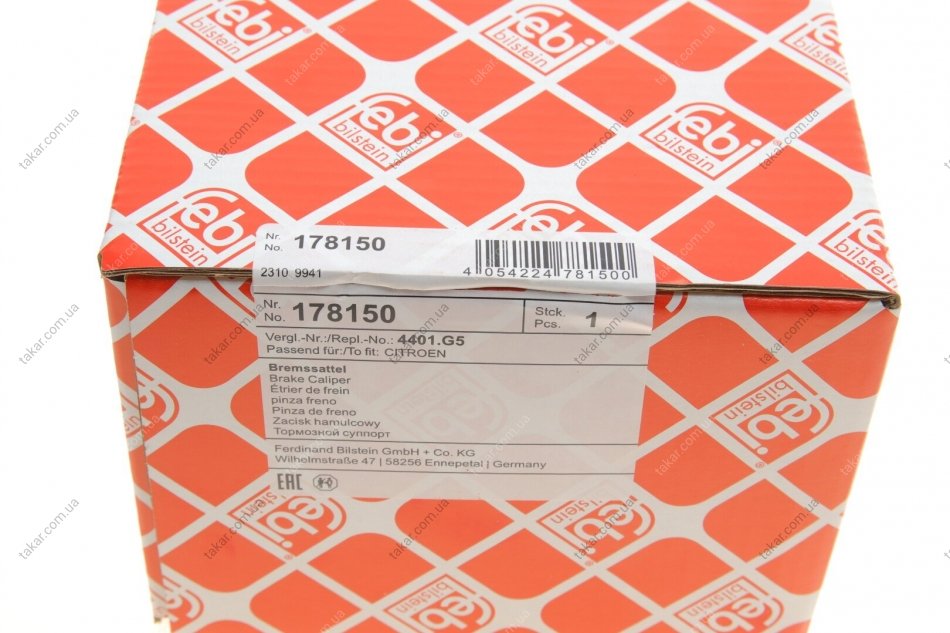 febi
bilstein
Nr.
No. 178150
2310 9941
4 054224 781500
Nr.
No. 178150
Stck.
Pcs. 1
Vergl.-Nr.:/Repl.-No.: 4401.G5
Passend für:/To fit: CITROEN
Bremssattel
Brake Caliper
Étrier de frein
pinza freno
Pinza de freno
Zacisk hamulcowy
Тормозной суппорт
Ferdinand Bilstein GmbH + Co. KG
Wilhelmstraße 47 | 58256 Ennepetal | Germany
EAC
takar.com.ua